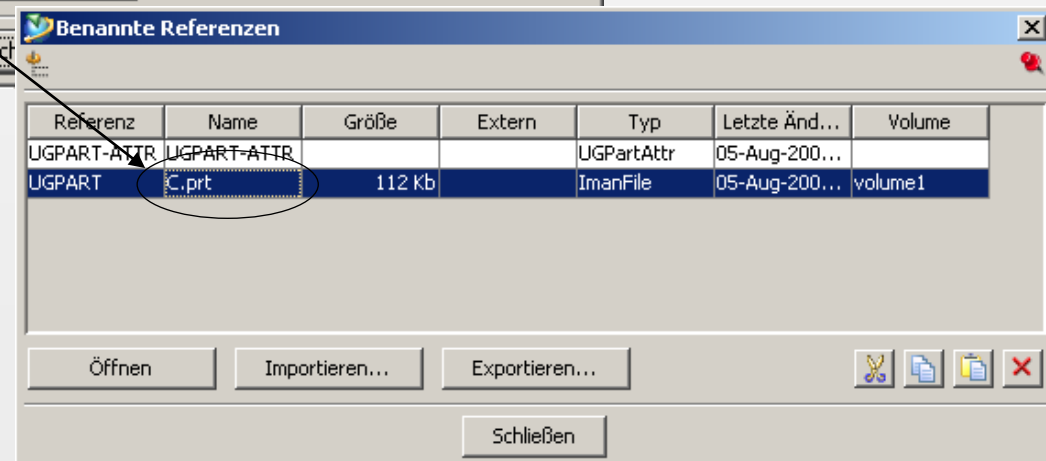 Benannte Referenzen
Referenz Name Größe Extern Typ Letzte Änd... Volume
UGPART-ATTR UGPART-ATTR UGPartAttr 05-Aug-200...
UGPART C.prt 112 Kb ImanFile 05-Aug-200... volume1
Öffnen Importieren... Exportieren...
Schließen